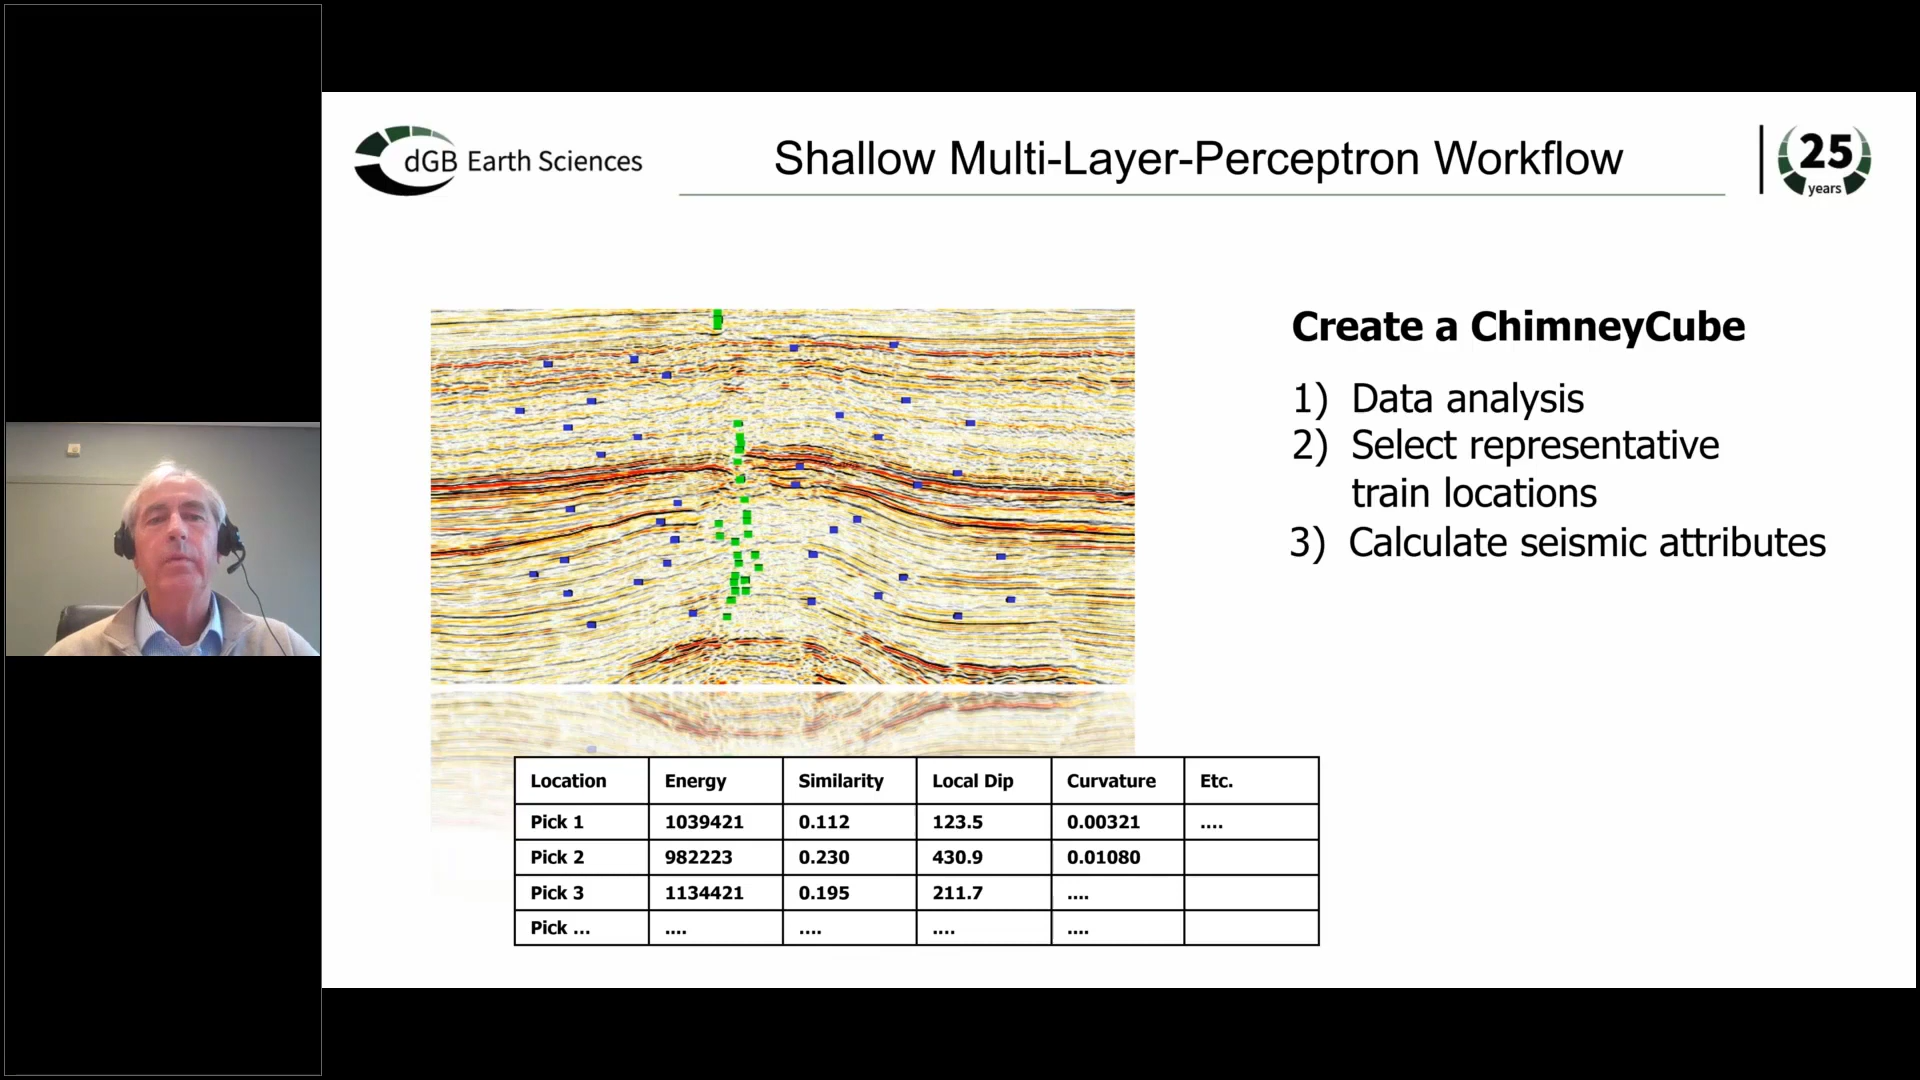 dGB Earth Sciences
Shallow Multi-Layer-Perceptron Workflow
25
years
Create a ChimneyCube
1) Data analysis
2) Select representative
train locations
3) Calculate seismic attributes
Location Energy Similarity Local Dip Curvature Etc.
Pick 1 1039421 0.112 123.5 0.00321 ....
Pick 2 982223 0.230 430.9 0.01080
Pick 3 1134421 0.195 211.7 ....
Pick ... .... .... .... ....